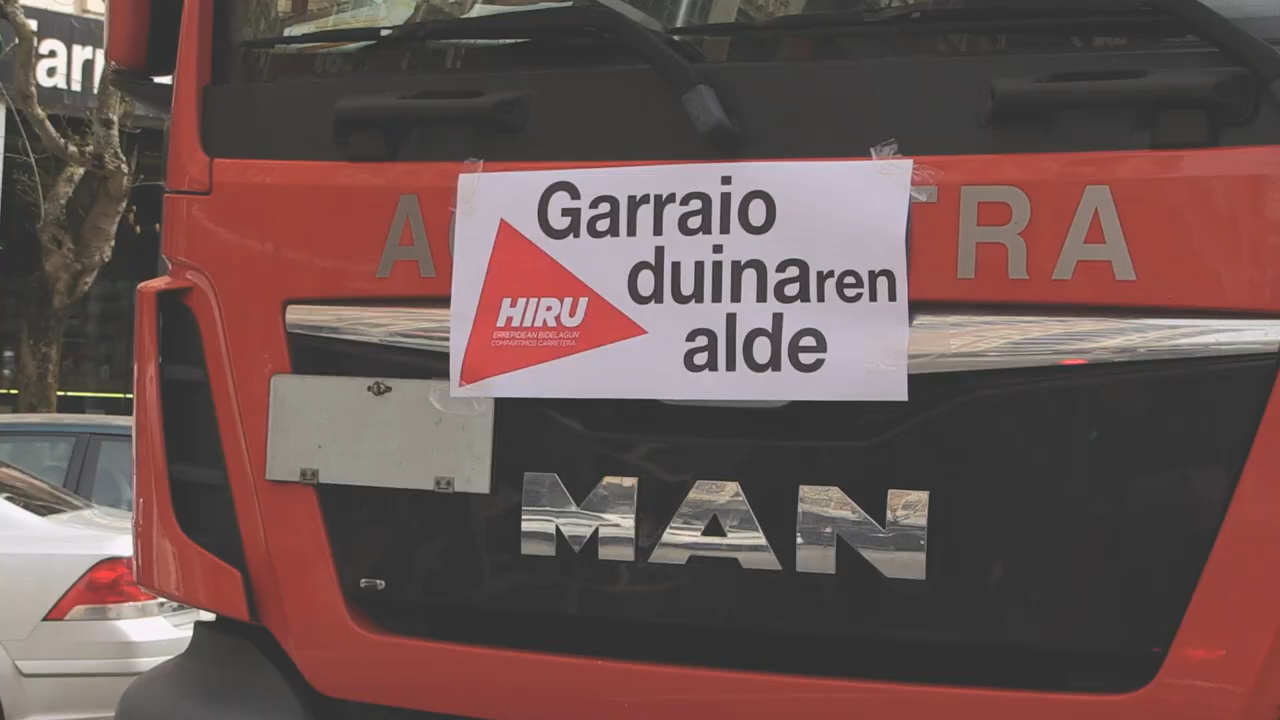 Garraio
duinaren
alde
HIRU
ERREPIDEAN BIDELAGUN
COMPARTIMOS CARRETERA
MAN